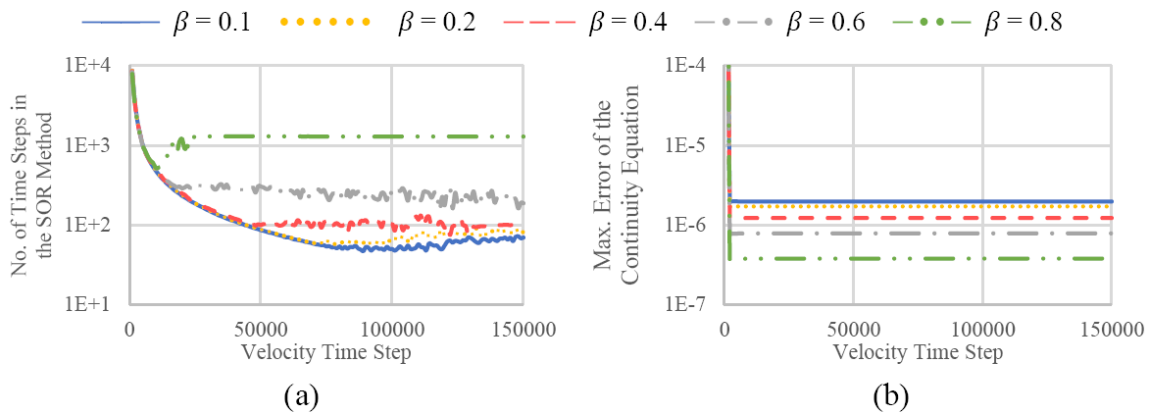 β = 0.1 β = 0.2 β = 0.4 β = 0.6 β = 0.8
No. of Time Steps in
the SOR Method
1E+4
1E+3
1E+2
1E+1
0 50000 100000 150000
Velocity Time Step
(a)
Max. Error of the
Continuity Equation
1E-4
1E-5
1E-6
1E-7
0 50000 100000 150000
Velocity Time Step
(b)